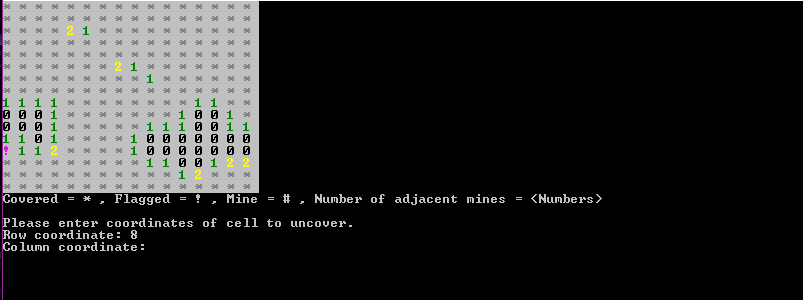 * * * * * * * * * * * * * * * *
* * * * * * * * * * * * * * * *
* * * * 2 1 * * * * * * * * * *
* * * * * * * * * * * * * * * *
* * * * * * * * * * * * * * * *
* * * * * * * 2 1 * * * * * * *
* * * * * * * * * 1 * * * * * *
* * * * * * * * * * * * * * * *
1 1 1 1 * * * * * * * * 1 1 * *
0 0 0 1 * * * * * * * 1 0 0 1 *
0 0 0 1 * * * * * 1 1 1 0 0 1 1
1 1 0 1 * * * * 1 0 0 0 0 0 0 0
! 1 1 2 * * * * 1 0 0 0 0 0 0 0
* * * * * * * * * 1 1 0 0 1 2 2
* * * * * * * * * * * 1 2 * * *
* * * * * * * * * * * * * * * *
Covered = * , Flagged = ! , Mine = # , Number of adjacent mines = <Numbers>
Please enter coordinates of cell to uncover.
Row coordinate: 8
Column coordinate: